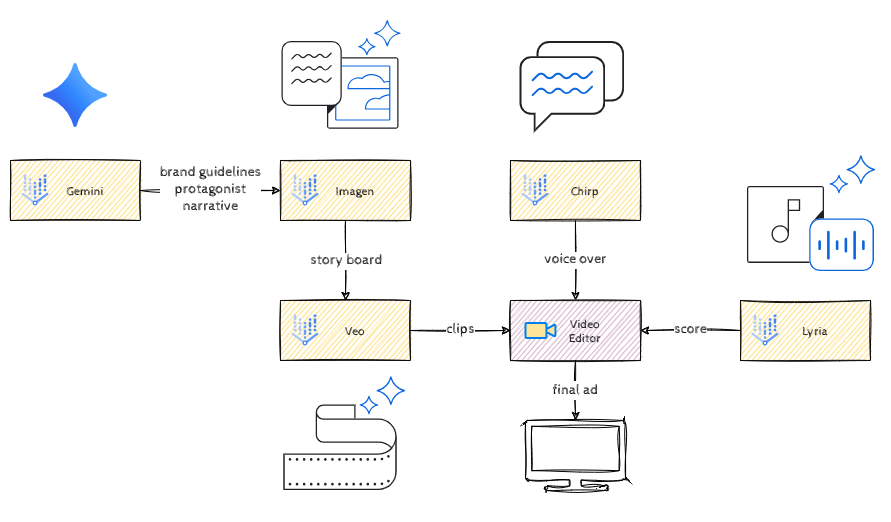 brand guidelines
protagonist
narrative
Gemini
Imagen
Chirp
story board
voice over
Veo
clips
Video
Editor
score
Lyria
final ad